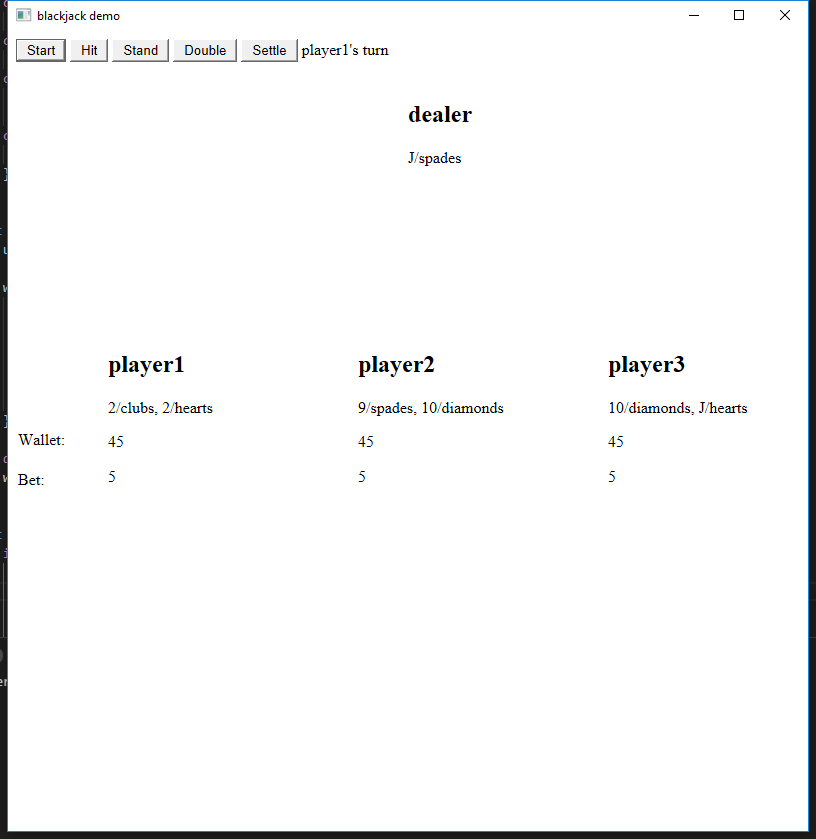 blackjack demo
Start Hit Stand Double Settle player1's turn
dealer
J/spades
player1 player2 player3
2/clubs, 2/hearts 9/spades, 10/diamonds 10/diamonds, J/hearts
Wallet: 45 45 45
Bet: 5 5 5